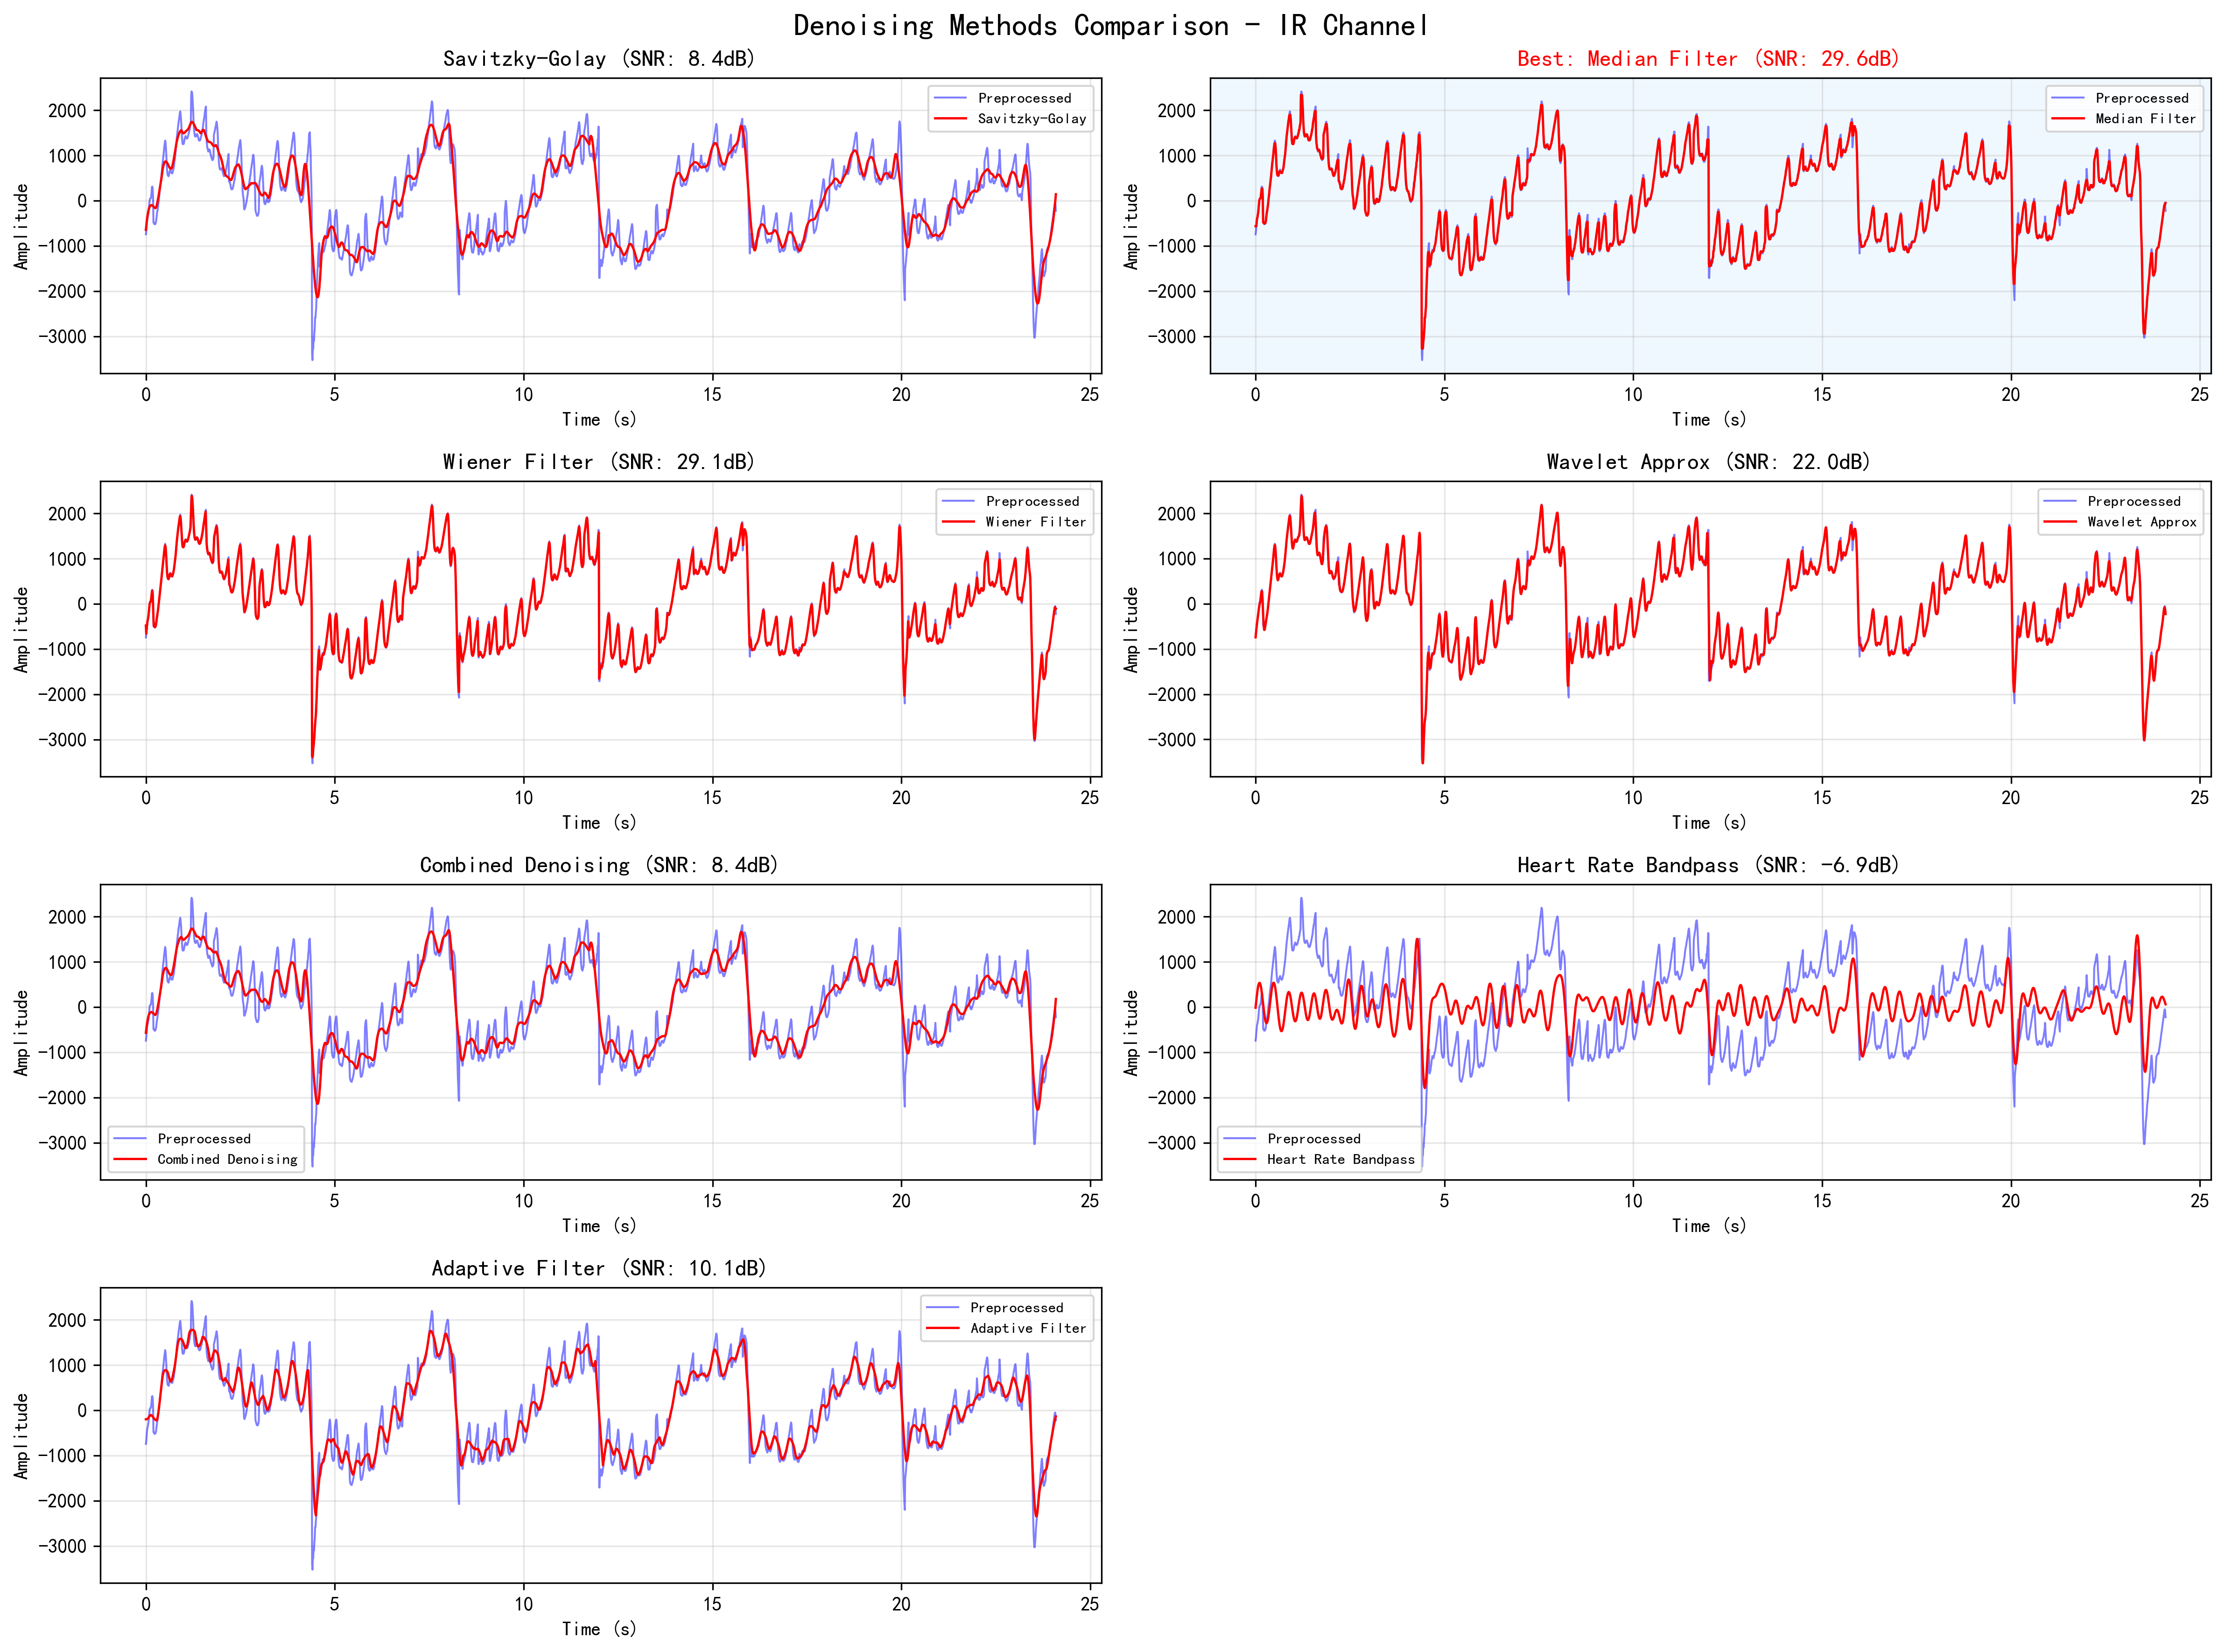 Denoising Methods Comparison - IR Channel
Savitzky-Golay (SNR: 8.4dB)
Preprocessed
Savitzky-Golay
2000
1000
0
−1000
−2000
−3000
Amplitude
0 5 10 15 20 25
Time (s)
Best: Median Filter (SNR: 29.6dB)
Preprocessed
Median Filter
2000
1000
0
−1000
−2000
−3000
Amplitude
0 5 10 15 20 25
Time (s)
Wiener Filter (SNR: 29.1dB)
Preprocessed
Wiener Filter
2000
1000
0
−1000
−2000
−3000
Amplitude
0 5 10 15 20 25
Time (s)
Wavelet Approx (SNR: 22.0dB)
Preprocessed
Wavelet Approx
2000
1000
0
−1000
−2000
−3000
Amplitude
0 5 10 15 20 25
Time (s)
Combined Denoising (SNR: 8.4dB)
2000
1000
0
−1000
−2000
−3000
Amplitude
Preprocessed
Combined Denoising
0 5 10 15 20 25
Time (s)
Heart Rate Bandpass (SNR: -6.9dB)
2000
1000
0
−1000
−2000
−3000
Amplitude
Preprocessed
Heart Rate Bandpass
0 5 10 15 20 25
Time (s)
Adaptive Filter (SNR: 10.1dB)
Preprocessed
Adaptive Filter
2000
1000
0
−1000
−2000
−3000
Amplitude
0 5 10 15 20 25
Time (s)